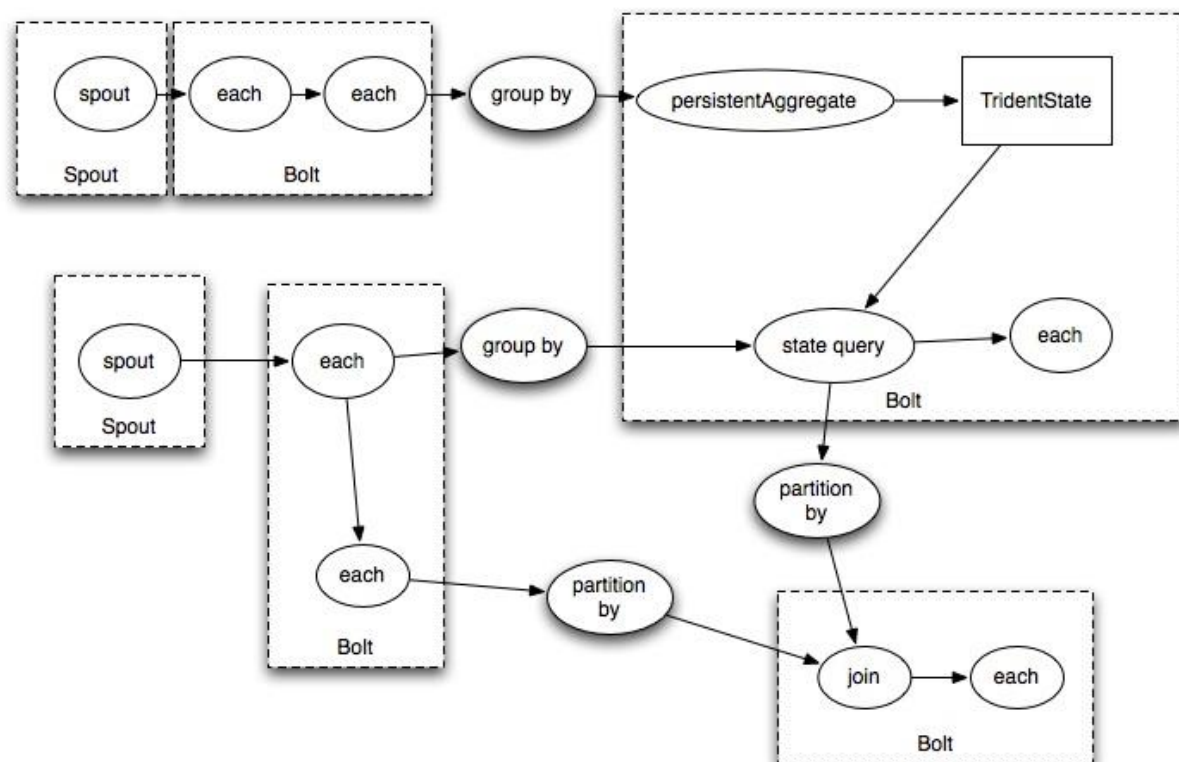 spout
each
each
group by
persistentAggregate
TridentState
Spout
Bolt
spout
each
group by
state query
each
Spout
Bolt
partition
by
each
partition
by
Bolt
join
each
Bolt